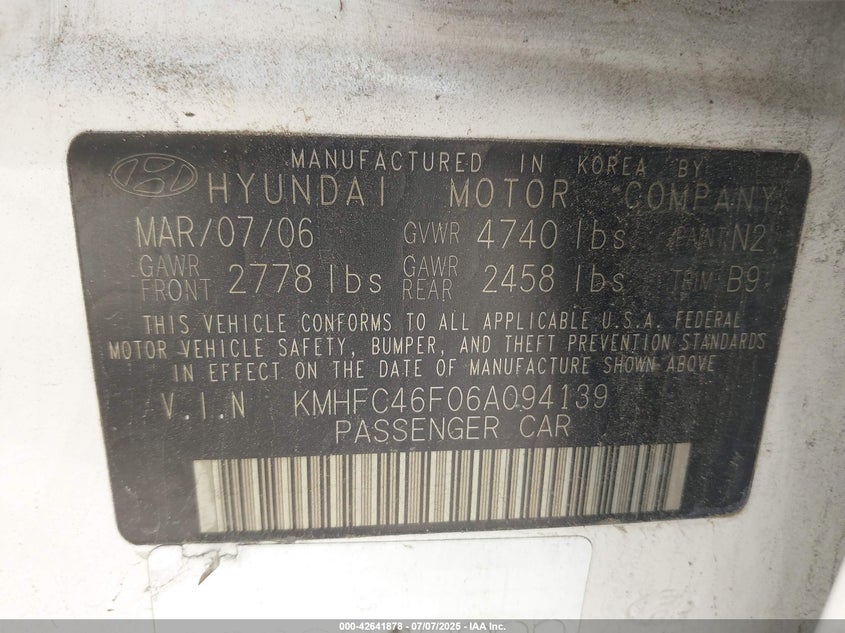 MANUFACTURED IN KOREA BY
HYUNDAI MOTOR COMPANY
MAR/07/06 GVWR 4740 lbs PAINT N2
GAWR FRONT 2778 lbs GAWR REAR 2458 lbs TRIM B9
THIS VEHICLE CONFORMS TO ALL APPLICABLE U.S.A. FEDERAL
MOTOR VEHICLE SAFETY, BUMPER, AND THEFT PREVENTION STANDARDS
IN EFFECT ON THE DATE OF MANUFACTURE SHOWN ABOVE
V.I.N KMHFC46F06A094139
PASSENGER CAR
000-42641878 - 07/07/2025 - IAA Inc.